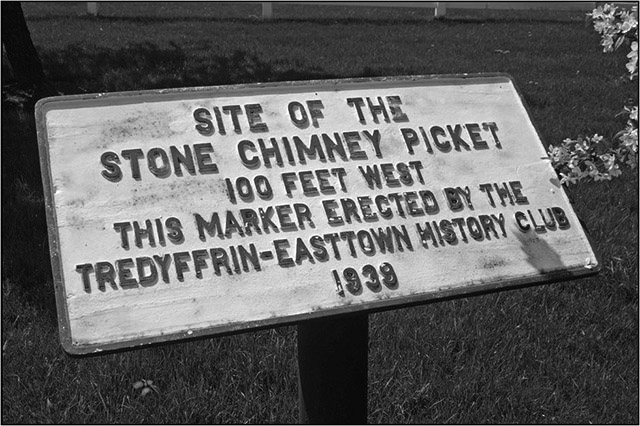 SITE OF THE
STONE CHIMNEY PICKET
100 FEET WEST
THIS MARKER ERECTED BY THE
TREDYFFRIN-EASTTOWN HISTORY CLUB
1939